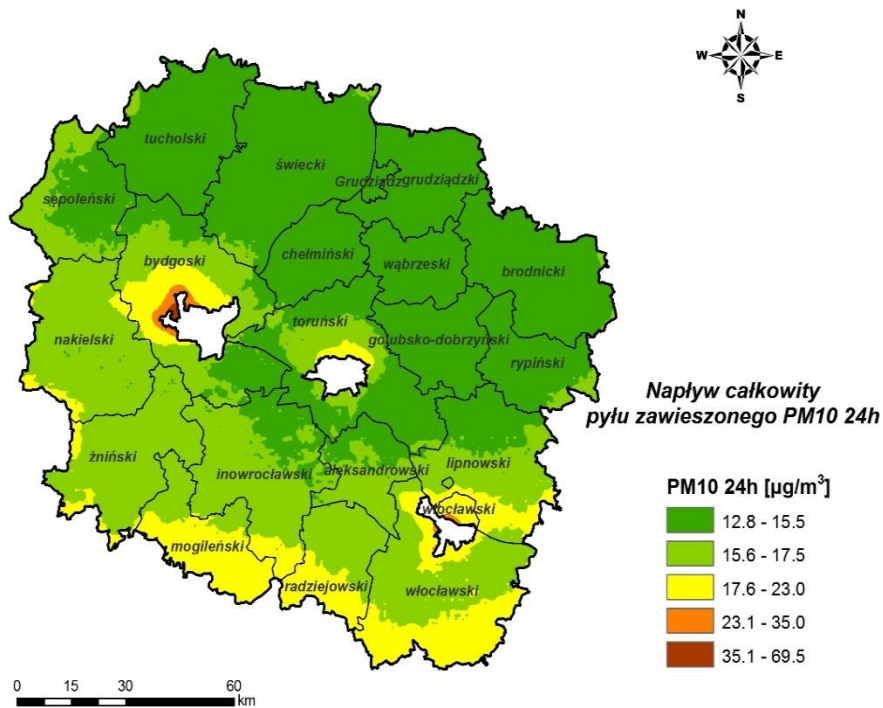 N
W E
S
tucholski
świecki
Grudziądz grudziądzki
sępoleński
chełmiński
bydgoski
wąbrzeski
brodnicki
toruński
nakielski
golubsko-dobrzyński
rypiński
Napływ całkowity
pyłu zawieszonego PM10 24h
żniński
inowrocławski
aleksandrowski
lipnowski
PM10 24h [µg/m³]
włocławski
12.8 - 15.5
15.6 - 17.5
mogileński
radziejowski
włocławski
17.6 - 23.0
23.1 - 35.0
35.1 - 69.5
0 15 30 60
km